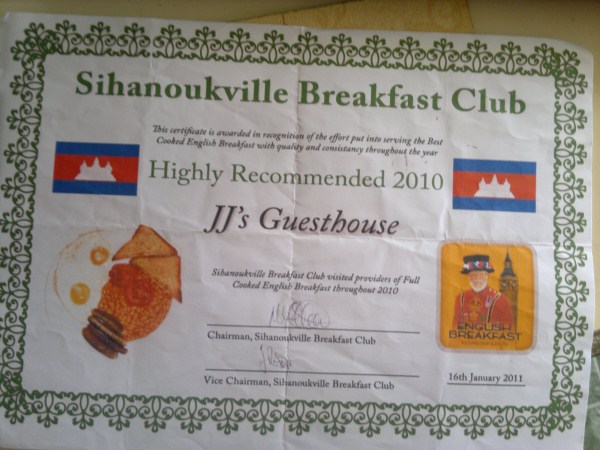 Sihanoukville Breakfast Club
This certificate is awarded in recognition of the effort put into serving the Best
Cooked English Breakfast with quality and consistancy throughout the year
Highly Recommended 2010
JJ's Guesthouse
Sihanoukville Breakfast Club visited providers of Full
Cooked English Breakfast throughout 2010
Chairman, Sihanoukville Breakfast Club
Vice Chairman, Sihanoukville Breakfast Club
ENGLISH
BREAKFAST
16th January 2011